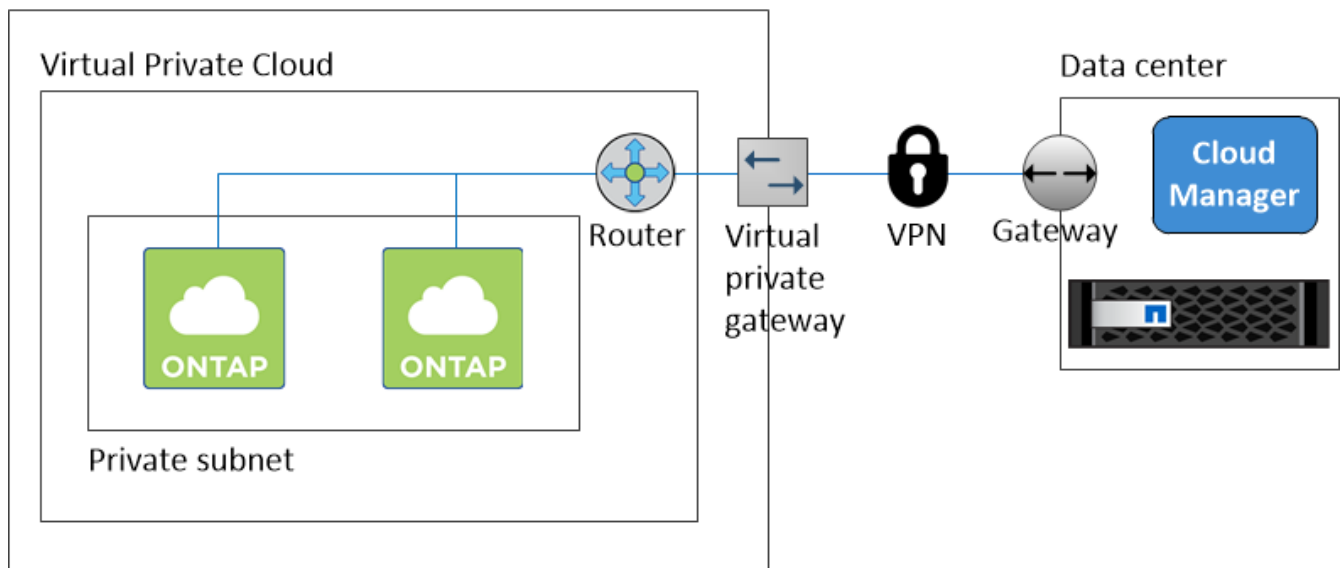 Virtual Private Cloud
Data center
Cloud
Manager
Router
Virtual
private
gateway
VPN
Gateway
ONTAP
ONTAP
Private subnet